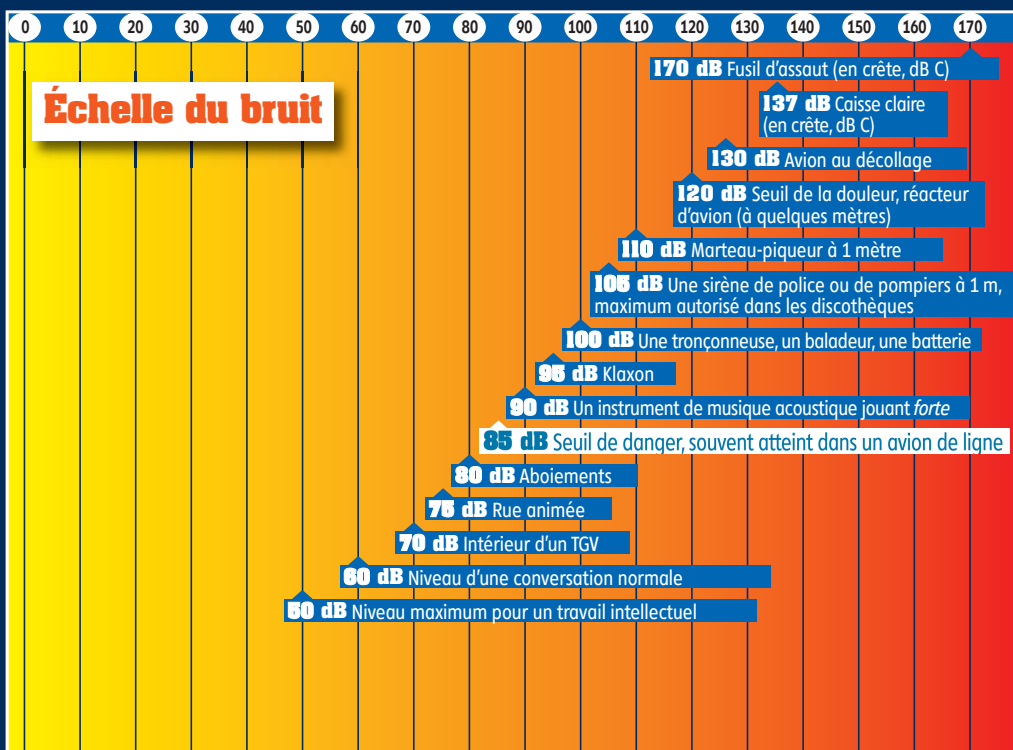 0 10 20 30 40 50 60 70 80 90 100 110 120 130 140 150 160 170
Échelle du bruit
170 dB Fusil d'assaut (en crête, dB C)
137 dB Caisse claire
(en crête, dB C)
130 dB Avion au décollage
120 dB Seuil de la douleur, réacteur
d'avion (à quelques mètres)
110 dB Marteau-piqueur à 1 mètre
105 dB Une sirène de police ou de pompiers à 1 m,
maximum autorisé dans les discothèques
100 dB Une tronçonneuse, un baladeur, une batterie
95 dB Klaxon
90 dB Un instrument de musique acoustique jouant forte
85 dB Seuil de danger, souvent atteint dans un avion de ligne
80 dB Aboiements
75 dB Rue animée
70 dB Intérieur d'un TGV
60 dB Niveau d'une conversation normale
50 dB Niveau maximum pour un travail intellectuel